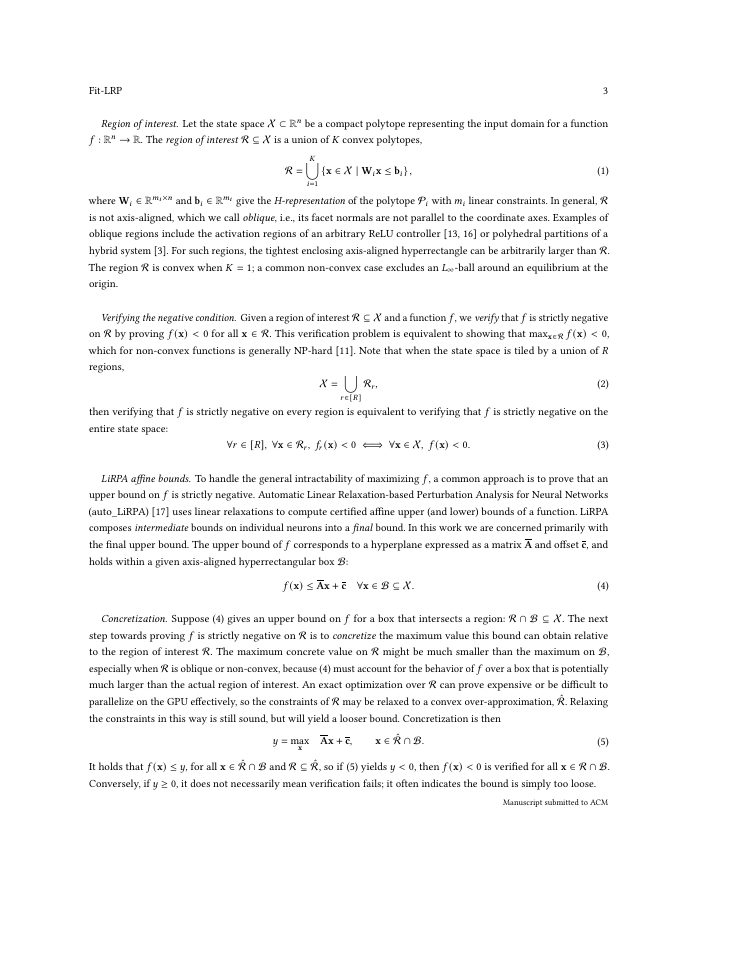 Fit-LRP 3
Region of interest. Let the state space 𝒳 ⊂ ℝⁿ be a compact polytope representing the input domain for a function
f : ℝⁿ → ℝ. The region of interest ℛ ⊆ 𝒳 is a union of K convex polytopes,
ℛ = ⋃_{i=1}^{K} {x ∈ 𝒳 | W_i x ≤ b_i}, (1)
where W_i ∈ ℝ^{m_i×n} and b_i ∈ ℝ^{m_i} give the H-representation of the polytope 𝒫_i with m_i linear constraints. In general, ℛ
is not axis-aligned, which we call oblique, i.e., its facet normals are not parallel to the coordinate axes. Examples of
oblique regions include the activation regions of an arbitrary ReLU controller [13, 16] or polyhedral partitions of a
hybrid system [3]. For such regions, the tightest enclosing axis-aligned hyperrectangle can be arbitrarily larger than ℛ.
The region ℛ is convex when K = 1; a common non-convex case excludes an L∞-ball around an equilibrium at the
origin.
Verifying the negative condition. Given a region of interest ℛ ⊆ 𝒳 and a function f, we verify that f is strictly negative
on ℛ by proving f(x) < 0 for all x ∈ ℛ. This verification problem is equivalent to showing that max_{x∈ℛ} f(x) < 0,
which for non-convex functions is generally NP-hard [11]. Note that when the state space is tiled by a union of R
regions,
𝒳 = ⋃_{r∈[R]} ℛ_r, (2)
then verifying that f is strictly negative on every region is equivalent to verifying that f is strictly negative on the
entire state space:
∀r ∈ [R], ∀x ∈ ℛ_r, f_r(x) < 0 ⟺ ∀x ∈ 𝒳, f(x) < 0. (3)
LiRPA affine bounds. To handle the general intractability of maximizing f, a common approach is to prove that an
upper bound on f is strictly negative. Automatic Linear Relaxation-based Perturbation Analysis for Neural Networks
(auto_LiRPA) [17] uses linear relaxations to compute certified affine upper (and lower) bounds of a function. LiRPA
composes intermediate bounds on individual neurons into a final bound. In this work we are concerned primarily with
the final upper bound. The upper bound of f corresponds to a hyperplane expressed as a matrix A̅ and offset c̅, and
holds within a given axis-aligned hyperrectangular box ℬ:
f(x) ≤ A̅x + c̅ ∀x ∈ ℬ ⊆ 𝒳. (4)
Concretization. Suppose (4) gives an upper bound on f for a box that intersects a region: ℛ ∩ ℬ ⊆ 𝒳. The next
step towards proving f is strictly negative on ℛ is to concretize the maximum value this bound can obtain relative
to the region of interest ℛ. The maximum concrete value on ℛ might be much smaller than the maximum on ℬ,
especially when ℛ is oblique or non-convex, because (4) must account for the behavior of f over a box that is potentially
much larger than the actual region of interest. An exact optimization over ℛ can prove expensive or be difficult to
parallelize on the GPU effectively, so the constraints of ℛ may be relaxed to a convex over-approximation, ℛ̂. Relaxing
the constraints in this way is still sound, but will yield a looser bound. Concretization is then
y = max_x A̅x + c̅, x ∈ ℛ̂ ∩ ℬ. (5)
It holds that f(x) ≤ y, for all x ∈ ℛ̂ ∩ ℬ and ℛ ⊆ ℛ̂, so if (5) yields y < 0, then f(x) < 0 is verified for all x ∈ ℛ ∩ ℬ.
Conversely, if y ≥ 0, it does not necessarily mean verification fails; it often indicates the bound is simply too loose.
Manuscript submitted to ACM